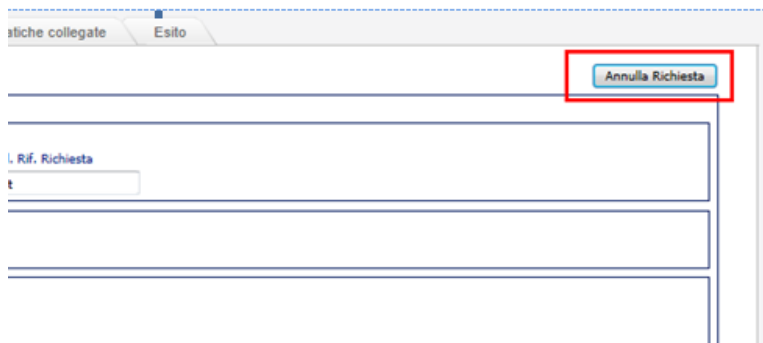 atiche collegate Esito
Annulla Richiesta
l. Rif. Richiesta
t